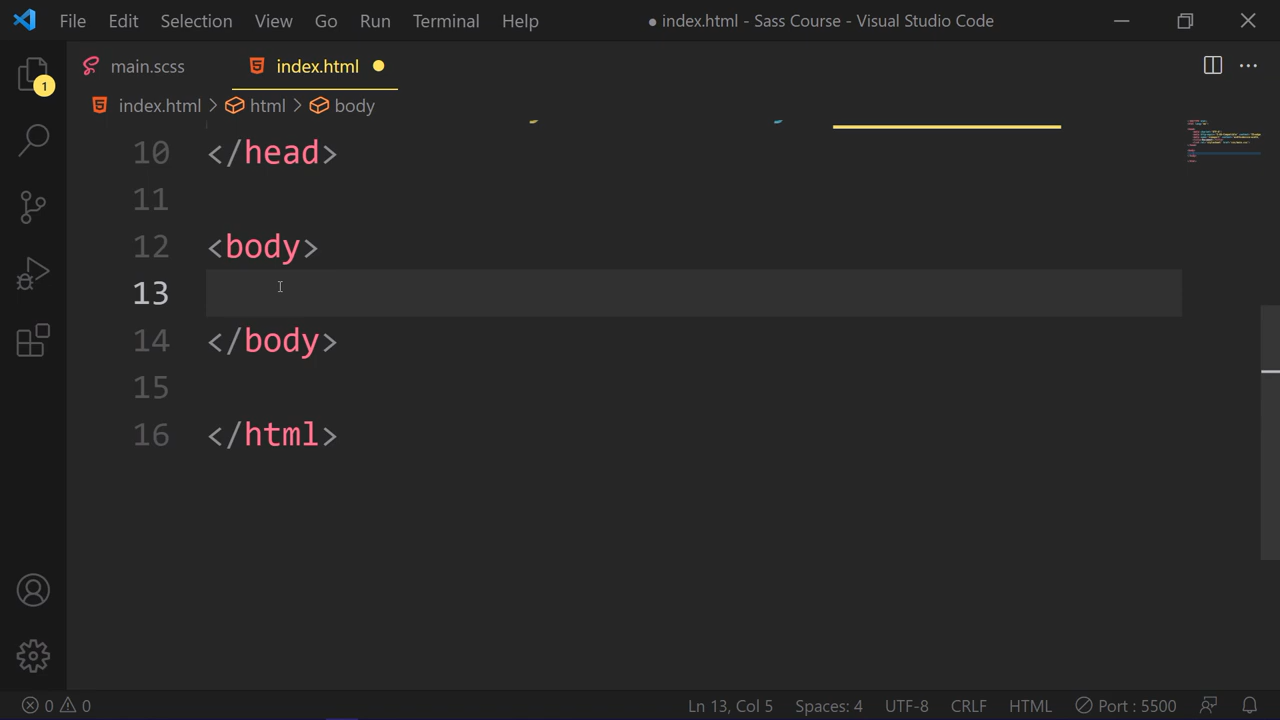 File Edit Selection View Go Run Terminal Help ● index.html - Sass Course - Visual Studio Code
main.scss index.html
1
index.html > html > body
10 </head>
11
12 <body>
13
14 </body>
15
16 </html>
0 0 Ln 13, Col 5 Spaces: 4 UTF-8 CRLF HTML Port : 5500